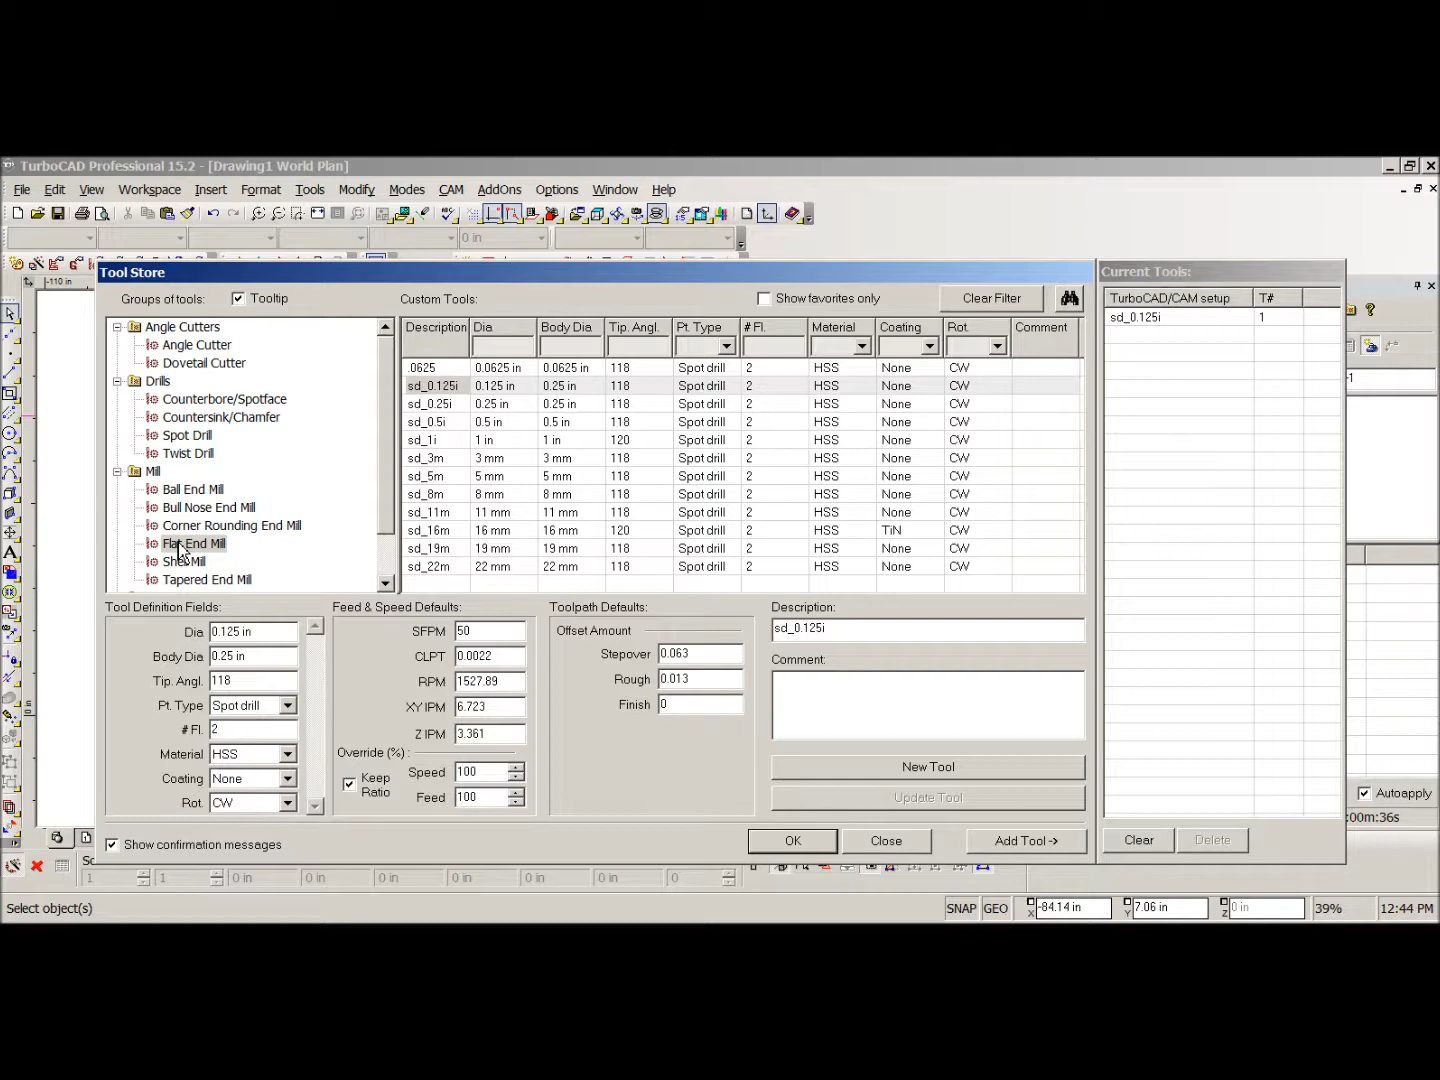 TurboCAD Professional 15.2 - [Drawing1 World Plan]
File Edit View Workspace Insert Format Tools Modify Modes CAM AddOns Options Window Help
0 in
-110 in
Tool Store
Current Tools:
Groups of tools: Tooltip Custom Tools: Show favorites only Clear Filter
TurboCAD/CAM setup T#
sd_0.125i 1
Angle Cutters
Angle Cutter
Dovetail Cutter
Drills
Counterbore/Spotface
Countersink/Chamfer
Spot Drill
Twist Drill
Mill
Ball End Mill
Bull Nose End Mill
Corner Rounding End Mill
Flat End Mill
Mill
Tapered End Mill
Description Dia Body Dia Tip. Angl. Pt. Type # Fl. Material Coating Rot. Comment
.0625 0.0625 in 0.0625 in 118 Spot drill 2 HSS None CW
sd_0.125i 0.125 in 0.25 in 118 Spot drill 2 HSS None CW
sd_0.25i 0.25 in 0.25 in 118 Spot drill 2 HSS None CW
sd_0.5i 0.5 in 0.5 in 118 Spot drill 2 HSS None CW
sd_1i 1 in 1 in 120 Spot drill 2 HSS None CW
sd_3m 3 mm 3 mm 118 Spot drill 2 HSS None CW
sd_5m 5 mm 5 mm 118 Spot drill 2 HSS None CW
sd_8m 8 mm 8 mm 118 Spot drill 2 HSS None CW
sd_11m 11 mm 11 mm 118 Spot drill 2 HSS None CW
sd_16m 16 mm 16 mm 120 Spot drill 2 HSS TiN CW
sd_19m 19 mm 19 mm 118 Spot drill 2 HSS None CW
sd_22m 22 mm 22 mm 118 Spot drill 2 HSS None CW
Tool Definition Fields:
Dia 0.125 in
Body Dia 0.25 in
Tip. Angl. 118
Pt. Type Spot drill
# Fl. 2
Material HSS
Coating None
Rot. CW
Feed & Speed Defaults:
SFPM 50
CLPT 0.0022
RPM 1527.89
XY IPM 6.723
Z IPM 3.361
Override (%) :
Keep Ratio
Speed 100
Feed 100
Toolpath Defaults:
Offset Amount
Stepover 0.063
Rough 0.013
Finish 0
Description:
sd_0.125i
Comment:
New Tool
Update Tool
Show confirmation messages
OK Close Add Tool ->
Clear Delete
-1
Autoapply
:00m:36s
1 1 0 in 0 in 0 in 0 in 0 in 0 in 0
Select object(s) SNAP GEO X -84.14 in Y 7.06 in Z 0 in 39% 12:44 PM